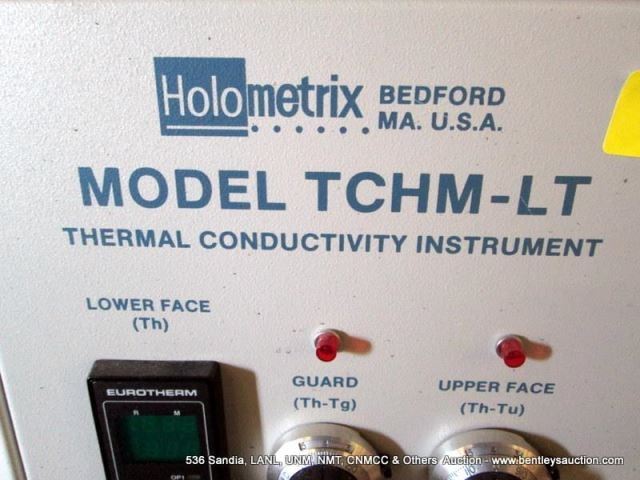 Holometrix BEDFORD
MA. U.S.A.
MODEL TCHM-LT
THERMAL CONDUCTIVITY INSTRUMENT
LOWER FACE
(Th)
GUARD
(Th-Tg)
UPPER FACE
(Th-Tu)
EUROTHERM
R M
OP1
536 Sandia, LANL, UNM, NMT, CNMCC & Others Auction - www.bentleysauction.com